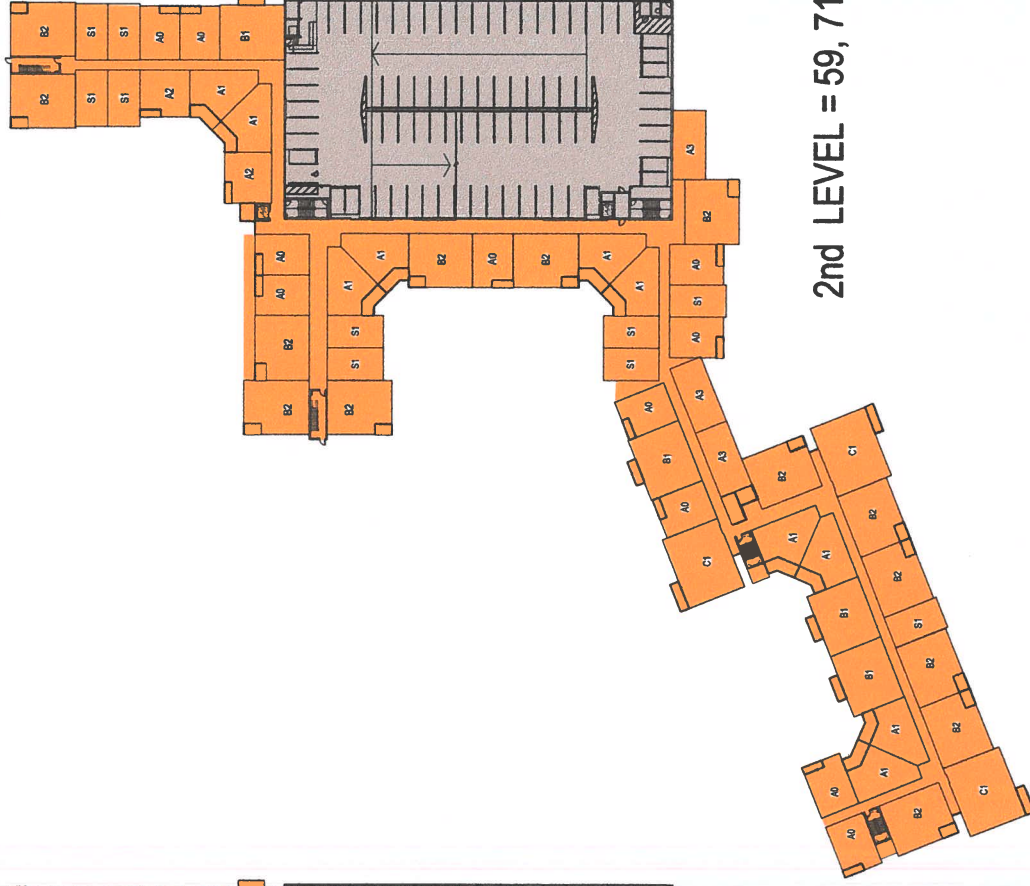 B2 S1 S1 A0 A0 B1
B2 S1 S1 A2 A1
A1
A2
A3
B2
A0 A1 B2 A0 B2 A1 A0
A0 A1 A1 S1
B2 S1 S1 A0
S1 S1
B2 B2
A0 A3
B1 A3
A0 B2 C1
C1 A1 B2
A1 B2
B1 S1
B1 B2
A1 B2
A0 A1 C1
A0 B2
2nd LEVEL = 59, 71